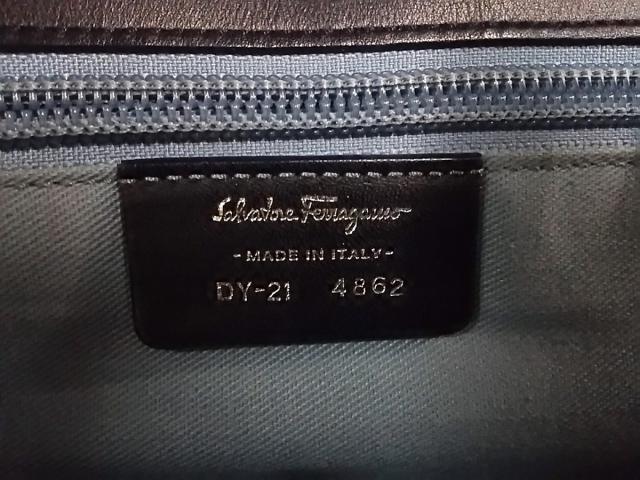 Salvatore Ferragamo
- MADE IN ITALY -
DY-21 4862